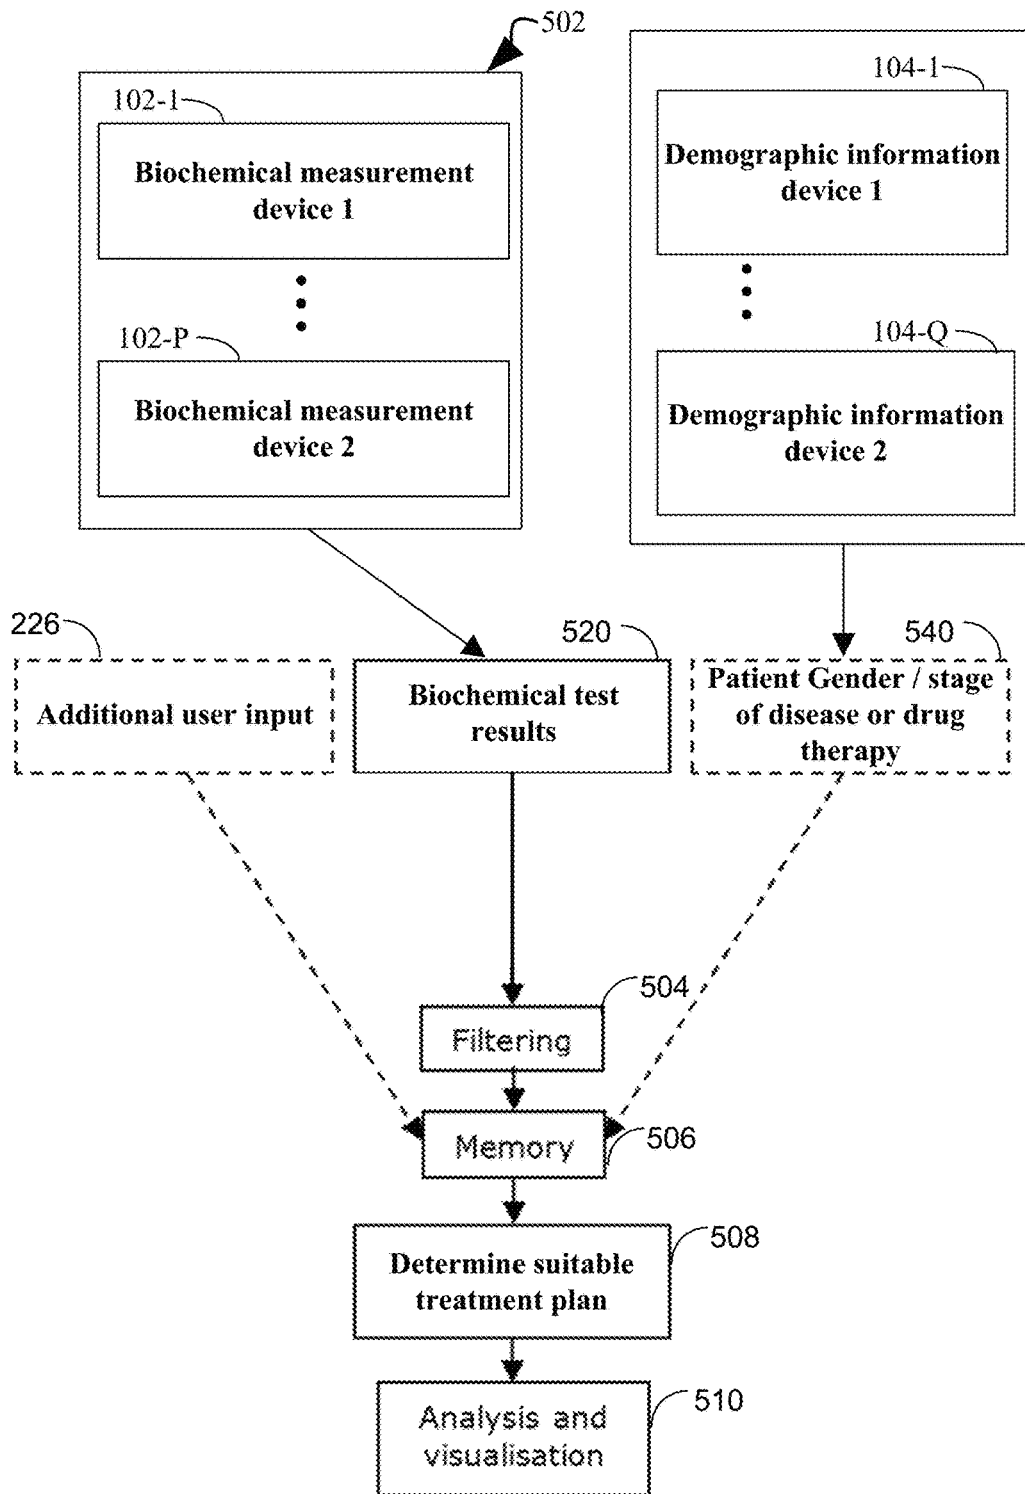 502
102-1
Biochemical measurement
device 1
102-P
Biochemical measurement
device 2
104-1
Demographic information
device 1
104-Q
Demographic information
device 2
226
Additional user input
520
Biochemical test
results
540
Patient Gender / stage
of disease or drug
therapy
504
Filtering
Memory
506
508
Determine suitable
treatment plan
510
Analysis and
visualisation